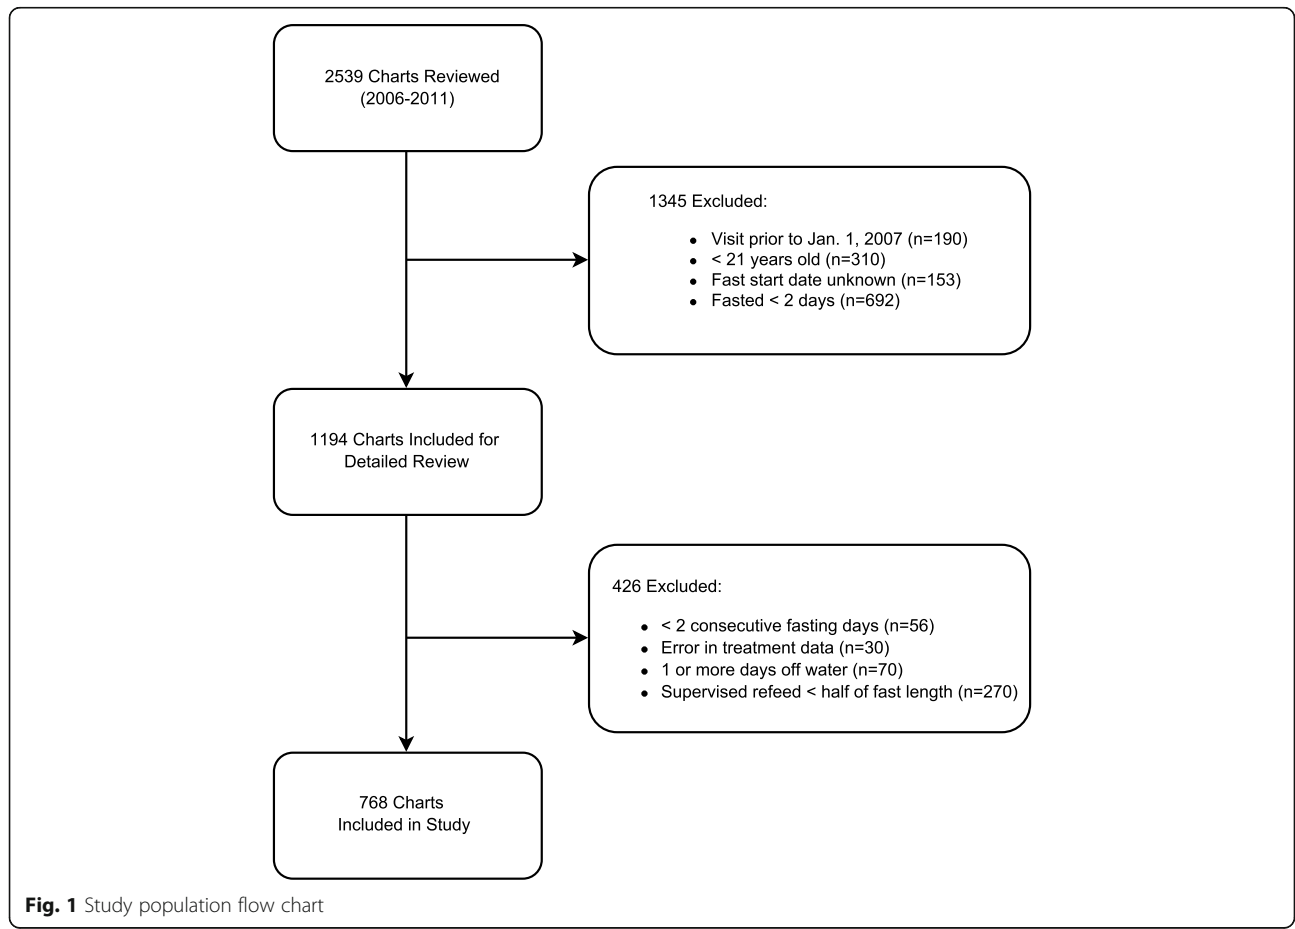 2539 Charts Reviewed
(2006-2011)
1345 Excluded:
● Visit prior to Jan. 1, 2007 (n=190)
● < 21 years old (n=310)
● Fast start date unknown (n=153)
● Fasted < 2 days (n=692)
1194 Charts Included for
Detailed Review
426 Excluded:
● < 2 consecutive fasting days (n=56)
● Error in treatment data (n=30)
● 1 or more days off water (n=70)
● Supervised refeed < half of fast length (n=270)
768 Charts
Included in Study
Fig. 1 Study population flow chart